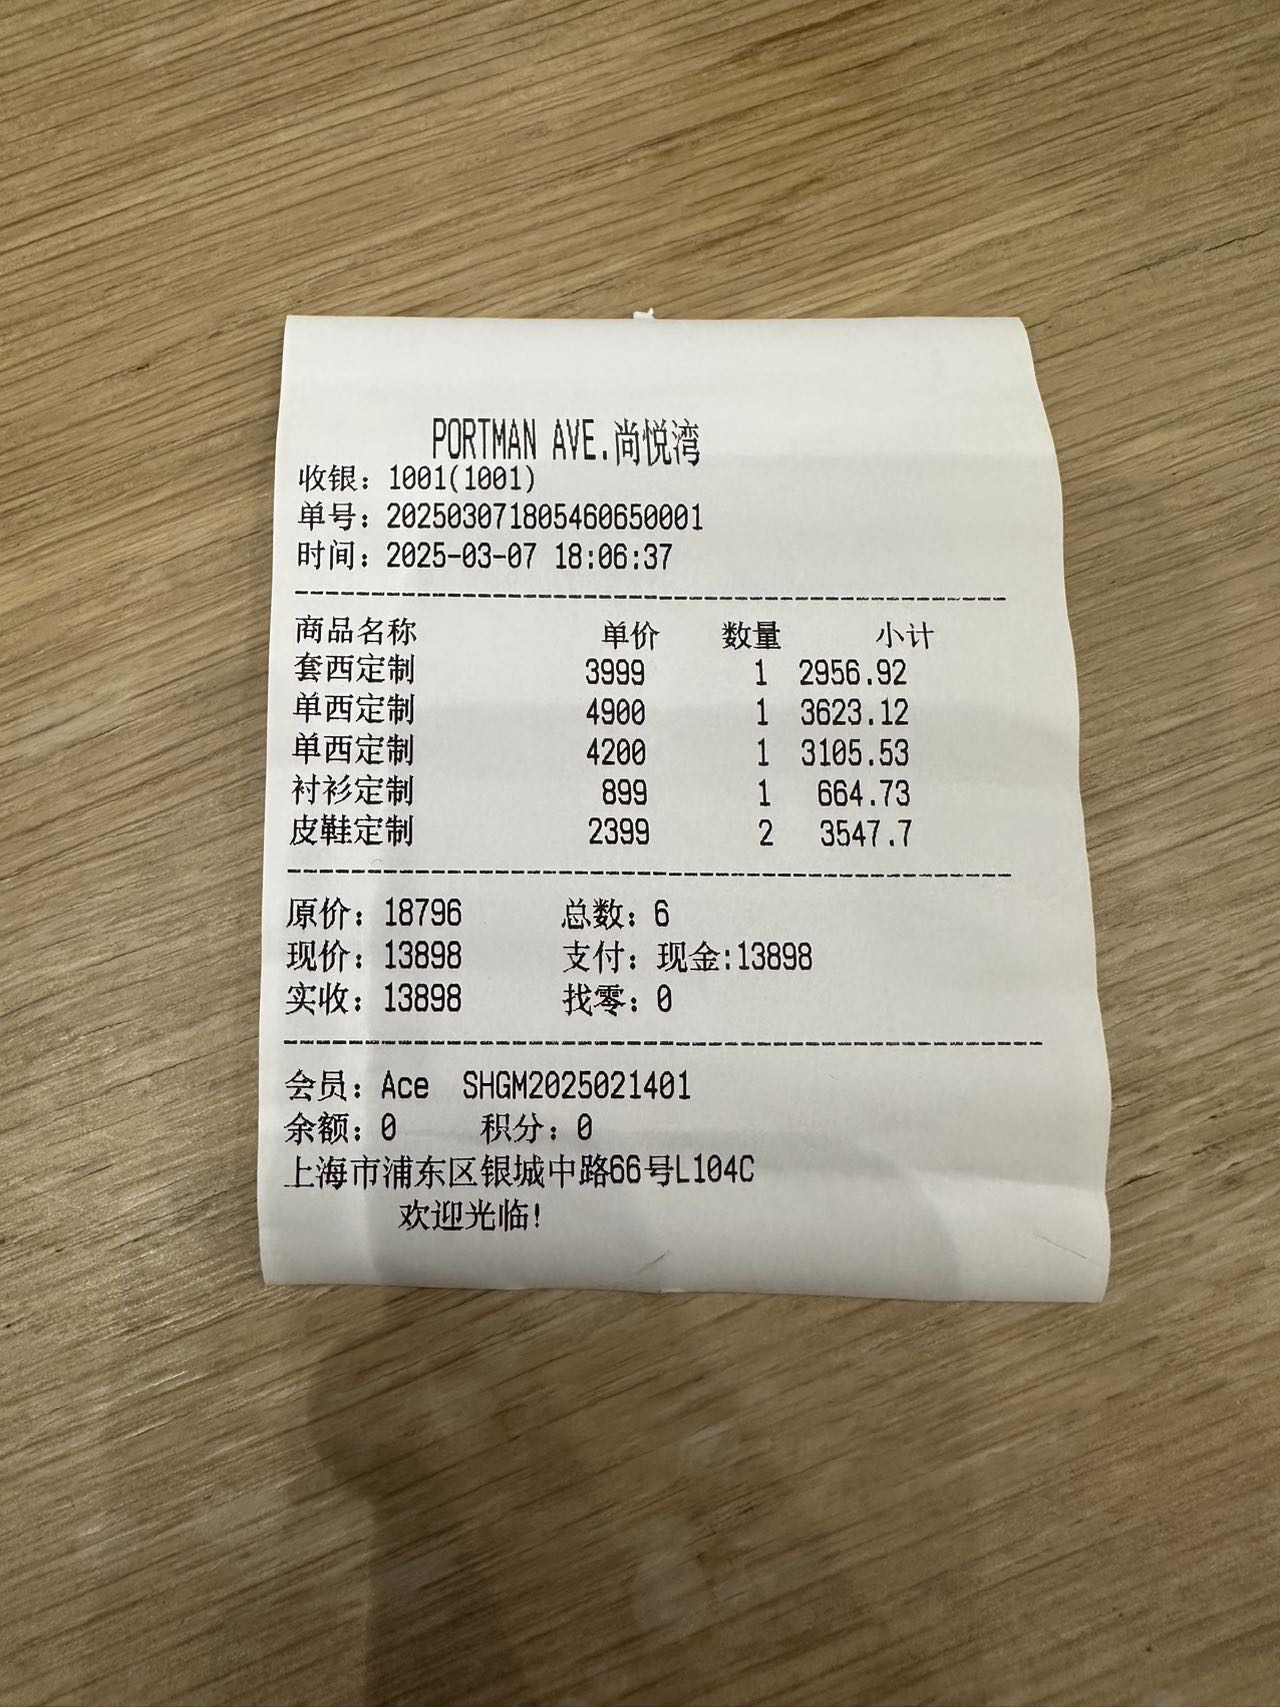 PORTMAN AVE.尚悦湾
收银：1001(1001)
单号：202503071805460650001
时间：2025-03-07 18:06:37
商品名称 单价 数量 小计
套西定制 3999 1 2956.92
单西定制 4900 1 3623.12
单西定制 4200 1 3105.53
衬衫定制 899 1 664.73
皮鞋定制 2399 2 3547.7
原价：18796 总数：6
现价：13898 支付：现金:13898
实收：13898 找零：0
会员：Ace SHGM2025021401
余额：0 积分：0
上海市浦东区银城中路66号L104C
欢迎光临!